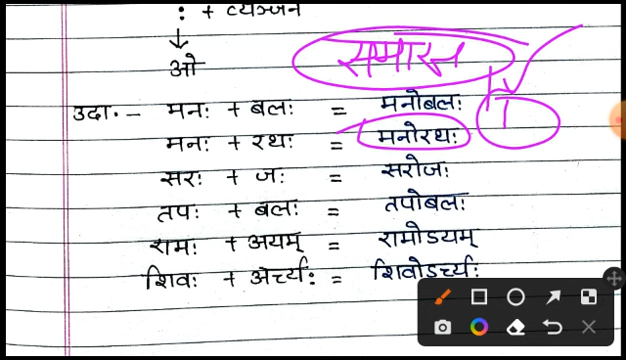 : + व्यञ्जन
↓
ओ
उदा.- मनः + बलः = मनोबलः
मनः + रथः = मनोरथः
सरः + जः = सरोजः
तपः + बलः = तपोबलः
रामः + अयम् = रामोऽयम्
शिवः + अर्च्यः = शिवोऽर्च्यः